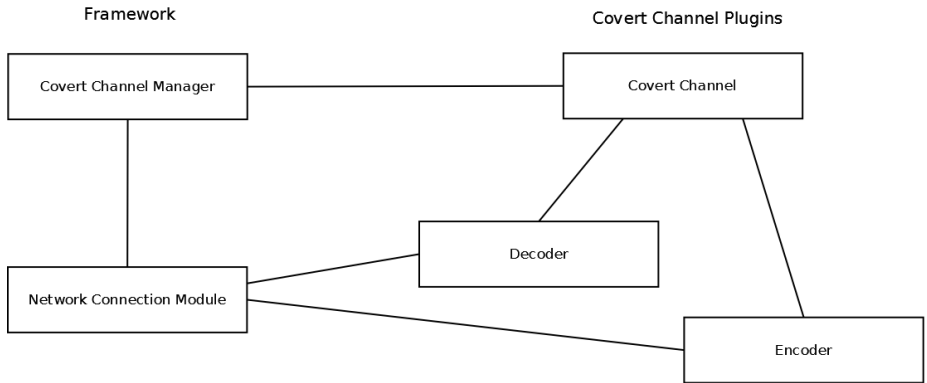 Framework
Covert Channel Plugins
Covert Channel Manager
Covert Channel
Decoder
Network Connection Module
Encoder